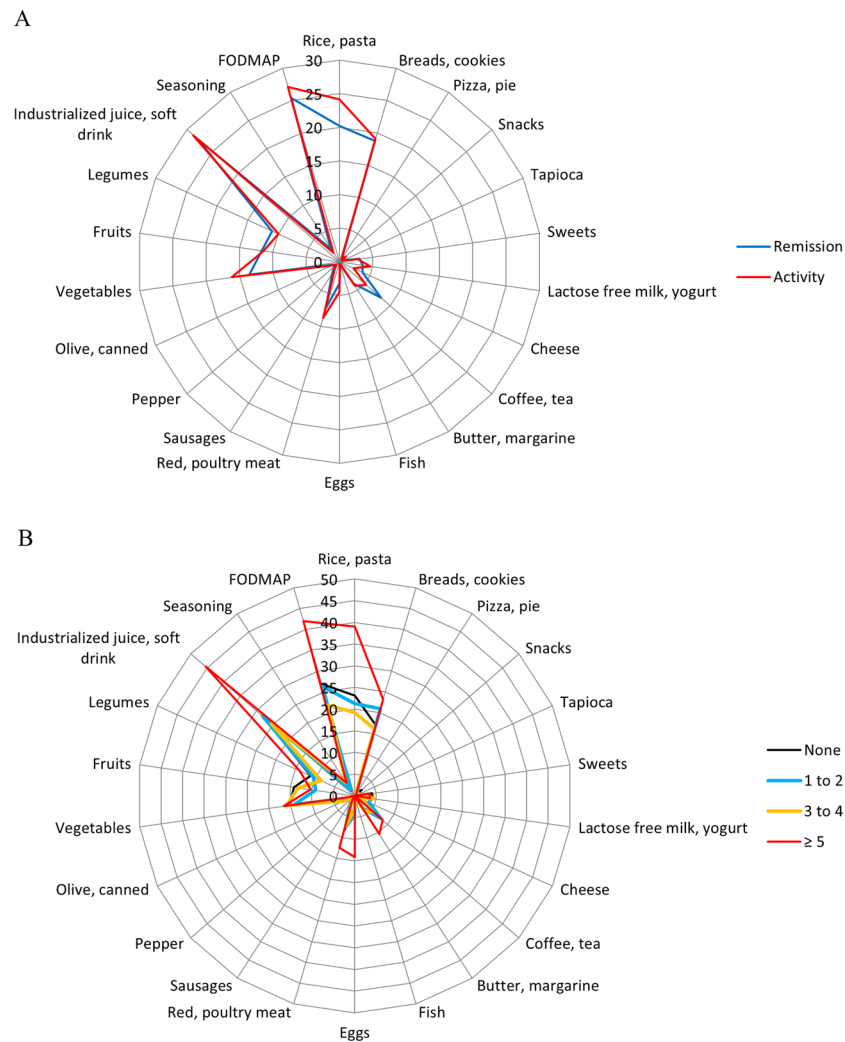 A
Rice, pasta
FODMAP
Breads, cookies
Seasoning
Pizza, pie
Industrialized juice, soft
drink
Snacks
Legumes
Tapioca
Fruits
Sweets
Vegetables
Lactose free milk, yogurt
Olive, canned
Cheese
Pepper
Coffee, tea
Sausages
Butter, margarine
Red, poultry meat
Fish
Eggs
30
25
20
15
10
5
0
Remission
Activity
B
Rice, pasta
FODMAP
Breads, cookies
Seasoning
Pizza, pie
Industrialized juice, soft
drink
Snacks
Legumes
Tapioca
Fruits
Sweets
Vegetables
Lactose free milk, yogurt
Olive, canned
Cheese
Pepper
Coffee, tea
Sausages
Butter, margarine
Red, poultry meat
Fish
Eggs
50
45
40
35
30
25
20
15
10
5
0
None
1 to 2
3 to 4
≥ 5